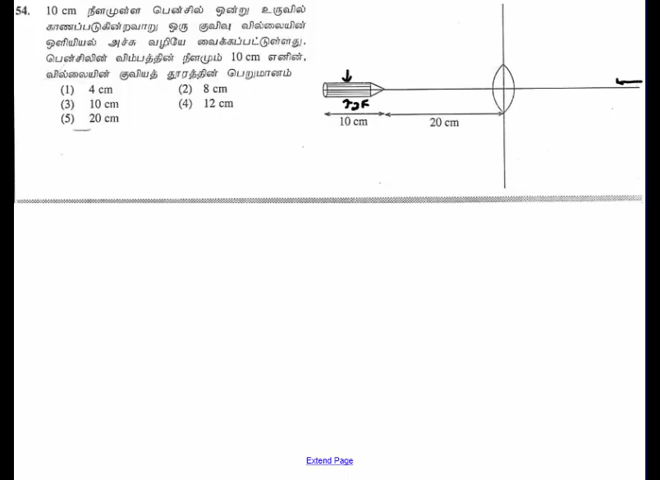 54. 10 cm நீளமுள்ள பென்சில் ஒன்று உருவில்
காணப்படுகின்றவாறு ஒரு குவிவு வில்லையின்
ஒளியியல் அச்சு வழியே வைக்கப்பட்டுள்ளது.
பென்சிலின் விம்பத்தின் நீளமும் 10 cm எனின்,
வில்லையின் குவியத் தூரத்தின் பெறுமானம்
(1) 4 cm (2) 8 cm
(3) 10 cm (4) 12 cm
(5) 20 cm
10 cm 20 cm
Extend Page